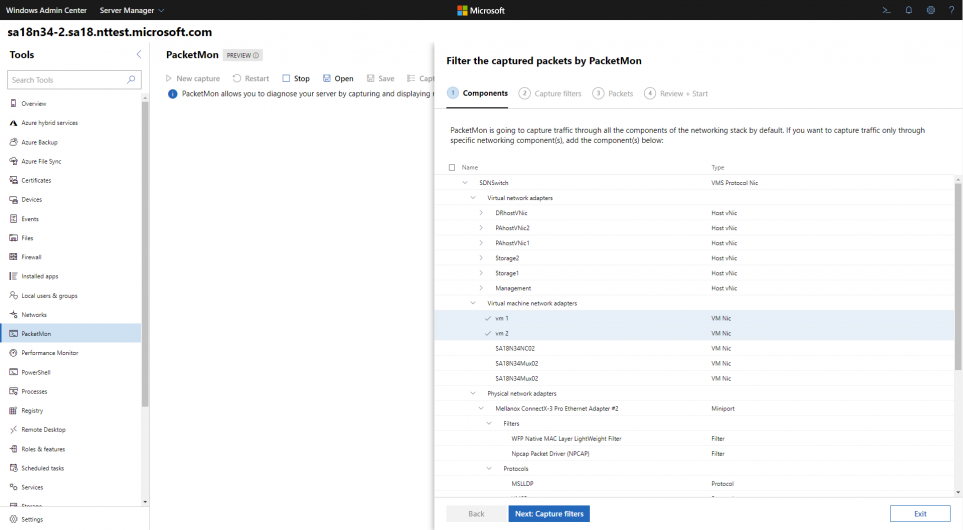 Windows Admin Center Server Manager Microsoft
sa18n34-2.sa18.nttest.microsoft.com
Tools
Search Tools
Overview
Azure hybrid services
Azure Backup
Azure File Sync
Certificates
Devices
Events
Files
Firewall
Installed apps
Local users & groups
Networks
PacketMon
Performance Monitor
PowerShell
Processes
Registry
Remote Desktop
Roles & features
Scheduled tasks
Services
Settings
PacketMon PREVIEW
New capture Restart Stop Open Save Capt
PacketMon allows you to diagnose your server by capturing and displaying
Filter the captured packets by PacketMon
1 Components 2 Capture filters 3 Packets 4 Review + Start
PacketMon is going to capture traffic through all the components of the networking stack by default. If you want to capture traffic only through
specific networking component(s), add the component(s) below:
Name Type
SDNSwitch VMS Protocol Nic
Virtual network adapters
DRhostVNic Host vNic
PAhostVNic2 Host vNic
PAhostVNic1 Host vNic
Storage2 Host vNic
Storage1 Host vNic
Management Host vNic
Virtual machine network adapters
vm 1 VM Nic
vm 2 VM Nic
SA18N34NC02 VM Nic
SA18N34Mux02 VM Nic
SA18N34Mux02 VM Nic
Physical network adapters
Mellanox ConnectX-3 Pro Ethernet Adapter #2 Miniport
Filters
WFP Native MAC Layer LightWeight Filter Filter
Npcap Packet Driver (NPCAP) Filter
Protocols
MSLLDP Protocol
Back Next: Capture filters Exit